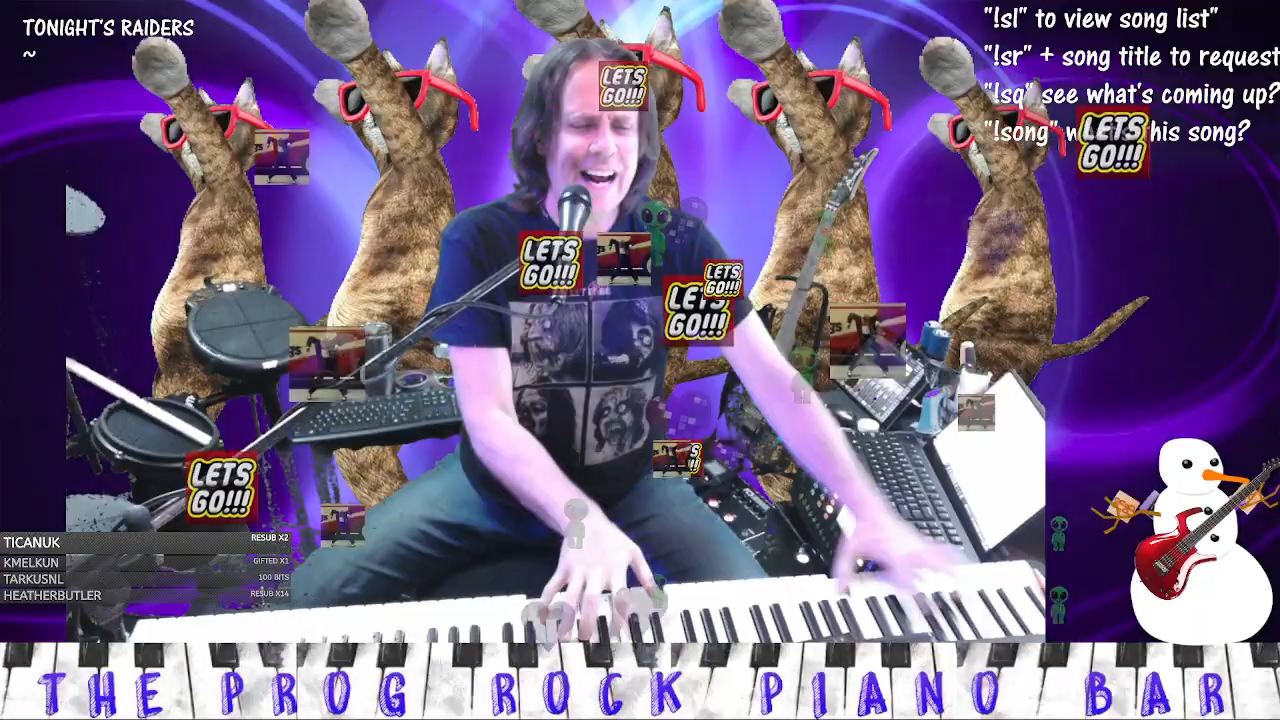 TONIGHT'S RAIDERS
~
"!sl" to view song list"
"!sr" + song title to request
"!sq" see what's coming up?
"!song" w his song?
LETS
GO!!!
LETS
GO!!!
LETS
GO!!!
LETS
GO!!!
LETS
GO!!!
LETS
GO!!!
TICANUK RESUB X2
KMELKUN GIFTED X1
TARKUSNL 100 BITS
HEATHERBUTLER RESUB X14
THE PROG ROCK PIANO BAR